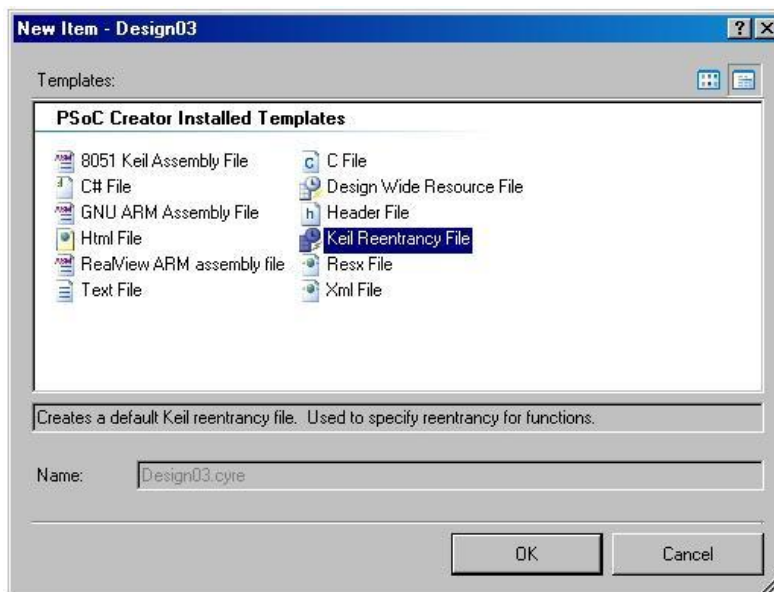 New Item - Design03
Templates:
PSoC Creator Installed Templates
8051 Keil Assembly File
C# File
GNU ARM Assembly File
Html File
RealView ARM assembly file
Text File
C File
Design Wide Resource File
Header File
Keil Reentrancy File
Resx File
Xml File
Creates a default Keil reentrancy file. Used to specify reentrancy for functions.
Name:
Design03.cyre
OK
Cancel